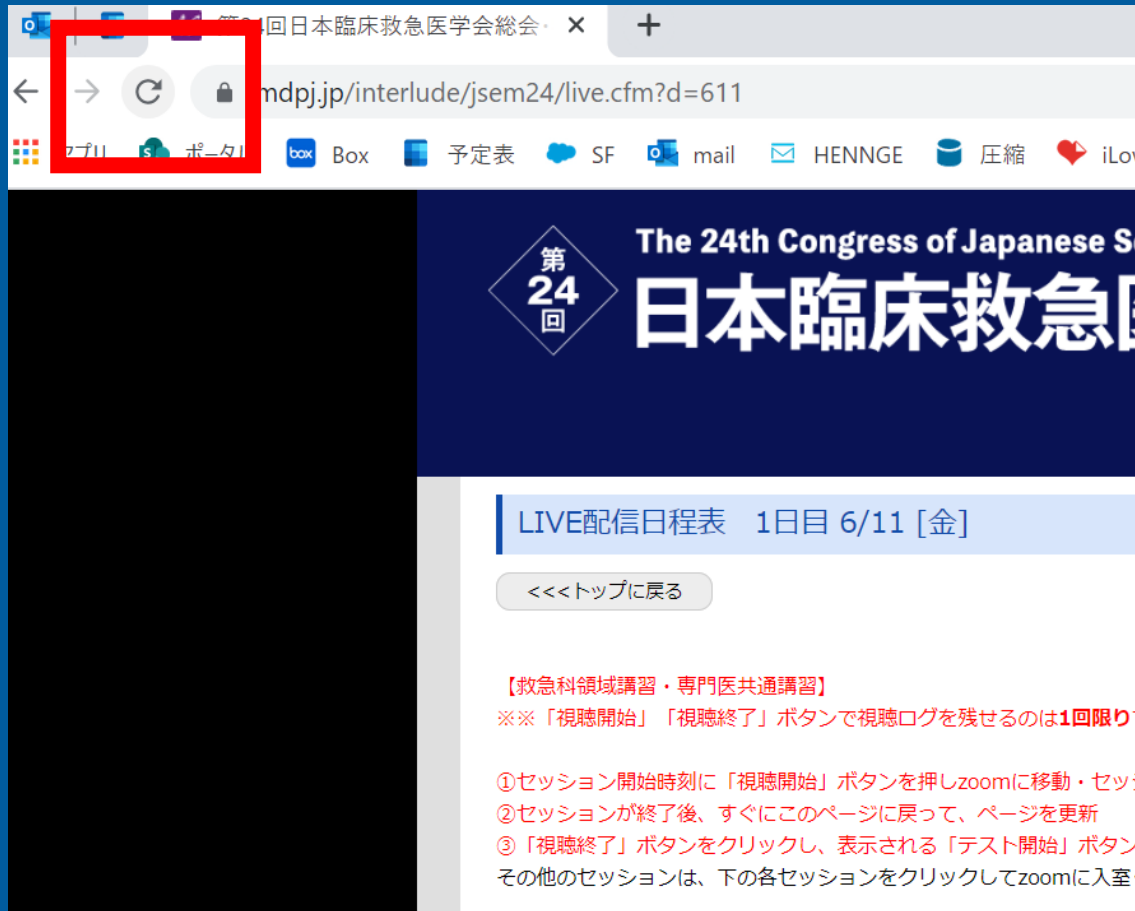 回日本臨床救急医学会総会
mdpj.jp/interlude/jsem24/live.cfm?d=611
アプリ ポータル box Box 予定表 SF mail HENNGE 圧縮 iLov
第
24
回
The 24th Congress of Japanese S
日本臨床救急
LIVE配信日程表 1日目 6/11 [金]
<<<トップに戻る
【救急科領域講習・専門医共通講習】
※※「視聴開始」「視聴終了」ボタンで視聴ログを残せるのは1回限り
①セッション開始時刻に「視聴開始」ボタンを押しzoomに移動・セッ
②セッションが終了後、すぐにこのページに戻って、ページを更新
③「視聴終了」ボタンをクリックし、表示される「テスト開始」ボタン
その他のセッションは、下の各セッションをクリックしてzoomに入室